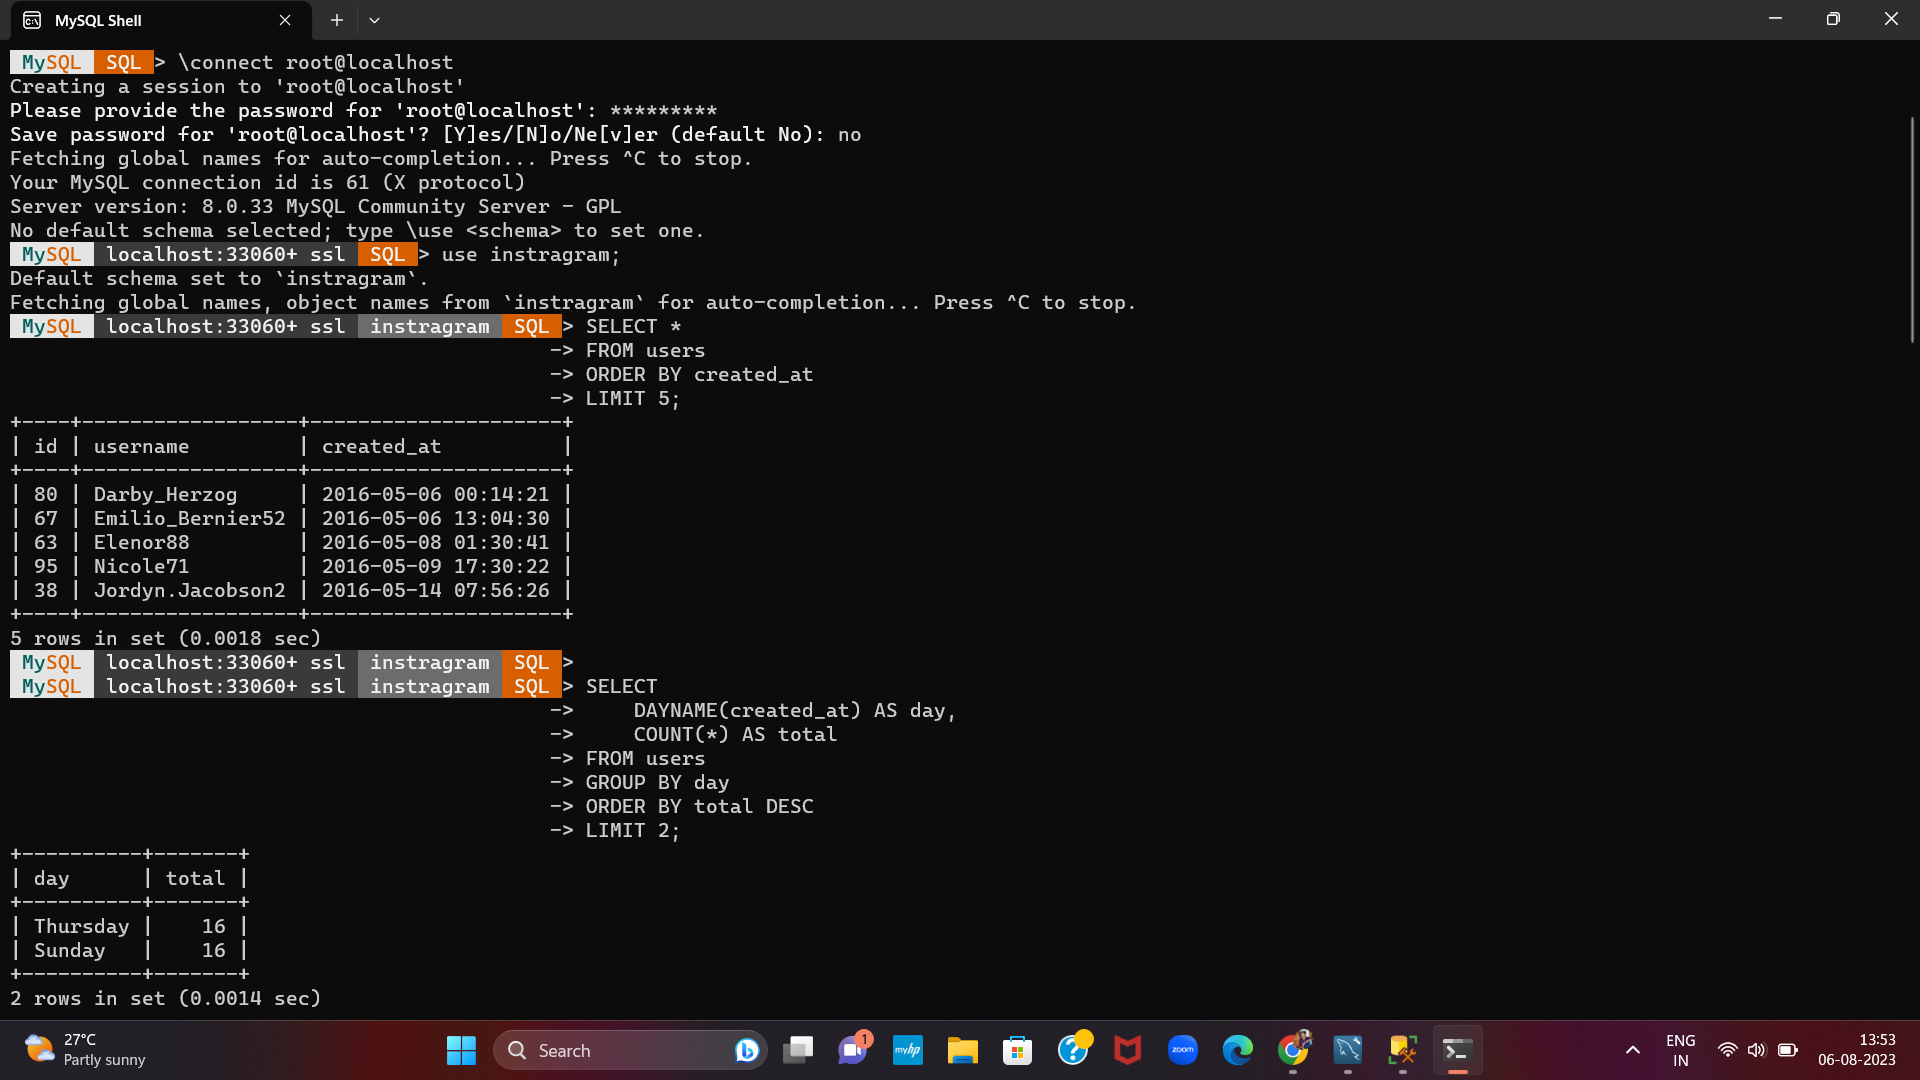 MySQL Shell
MySQL SQL > \connect root@localhost
Creating a session to 'root@localhost'
Please provide the password for 'root@localhost': *********
Save password for 'root@localhost'? [Y]es/[N]o/Ne[v]er (default No): no
Fetching global names for auto-completion... Press ^C to stop.
Your MySQL connection id is 61 (X protocol)
Server version: 8.0.33 MySQL Community Server - GPL
No default schema selected; type \use <schema> to set one.
MySQL localhost:33060+ ssl SQL > use instragram;
Default schema set to `instragram`.
Fetching global names, object names from `instragram` for auto-completion... Press ^C to stop.
MySQL localhost:33060+ ssl instragram SQL > SELECT *
-> FROM users
-> ORDER BY created_at
-> LIMIT 5;
+----+------------------+---------------------+
| id | username         | created_at          |
+----+------------------+---------------------+
| 80 | Darby_Herzog     | 2016-05-06 00:14:21 |
| 67 | Emilio_Bernier52 | 2016-05-06 13:04:30 |
| 63 | Elenor88         | 2016-05-08 01:30:41 |
| 95 | Nicole71         | 2016-05-09 17:30:22 |
| 38 | Jordyn.Jacobson2 | 2016-05-14 07:56:26 |
+----+------------------+---------------------+
5 rows in set (0.0018 sec)
MySQL localhost:33060+ ssl instragram SQL >
MySQL localhost:33060+ ssl instragram SQL > SELECT
->     DAYNAME(created_at) AS day,
->     COUNT(*) AS total
-> FROM users
-> GROUP BY day
-> ORDER BY total DESC
-> LIMIT 2;
+----------+-------+
| day      | total |
+----------+-------+
| Thursday |    16 |
| Sunday   |    16 |
+----------+-------+
2 rows in set (0.0014 sec)
27°C
Partly sunny
Search
1
myhp
zoom
ENG
IN
13:53
06-08-2023